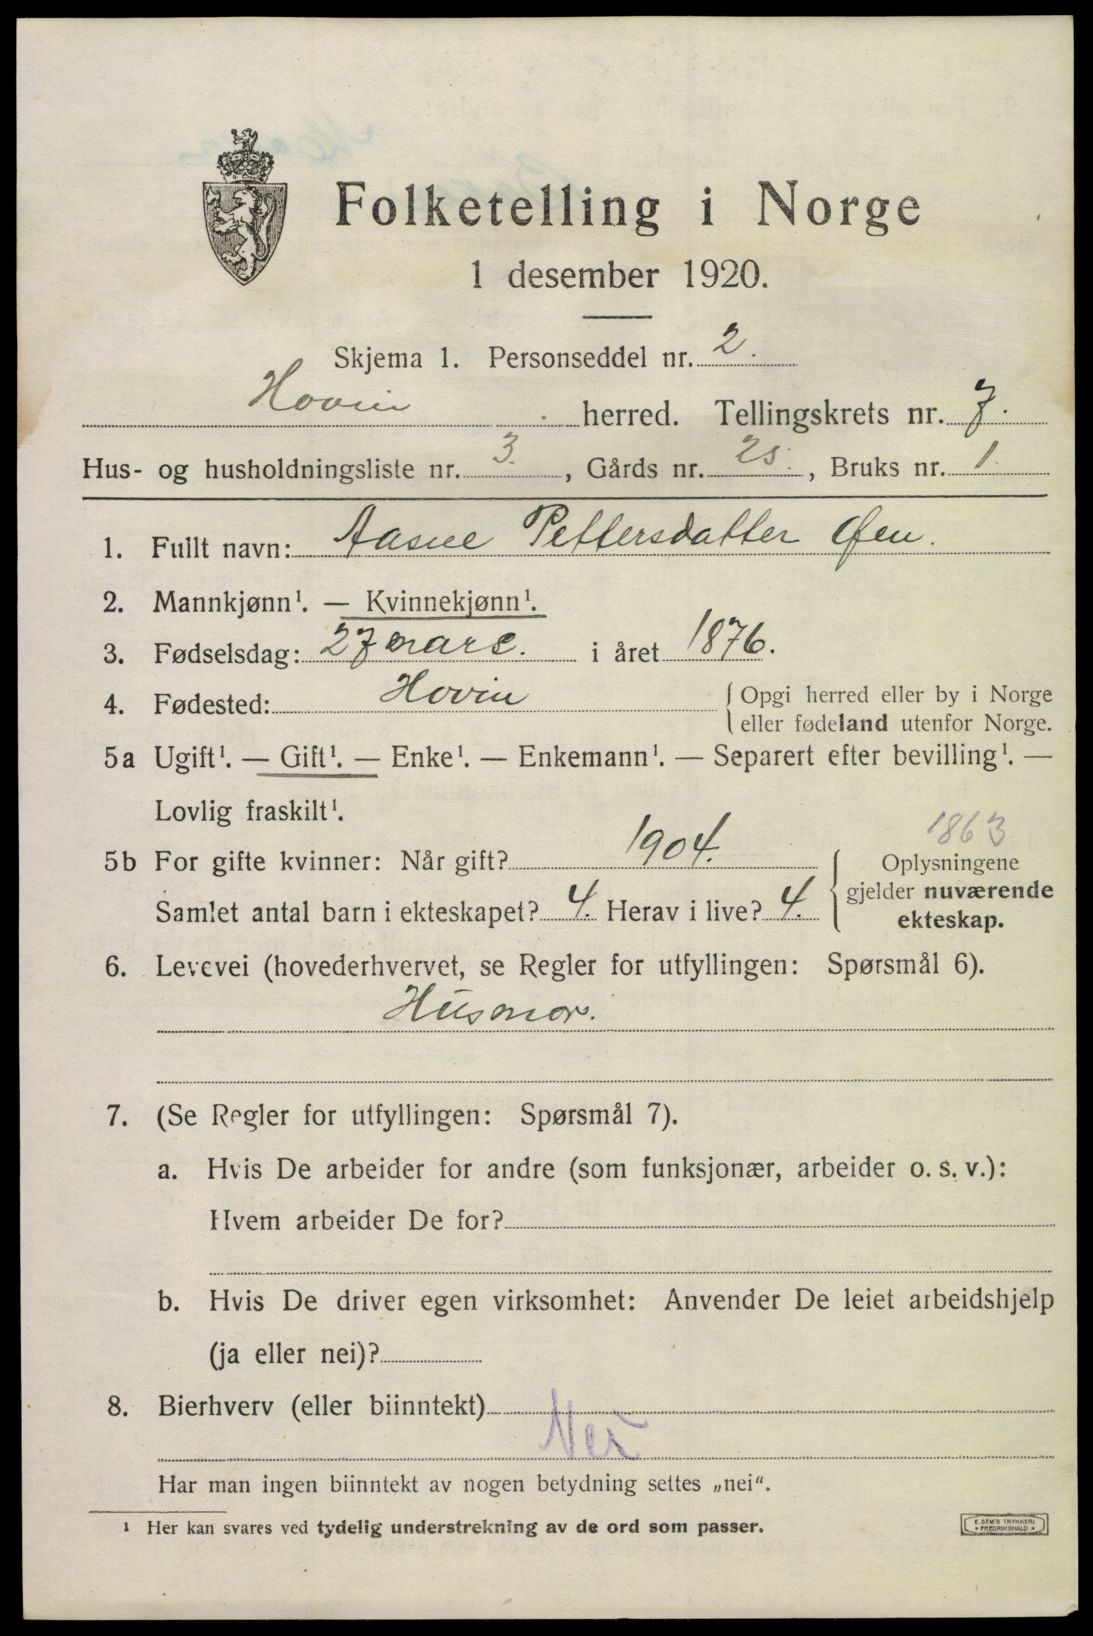 Folketelling i Norge
1 desember 1920.
Skjema 1. Personseddel nr. 2.
Hovin herred. Tellingskrets nr. 7.
Hus- og husholdningsliste nr. 3., Gårds nr. 25., Bruks nr. 1.
1. Fullt navn: Aasne Pettersdatter Øen.
2. Mannkjønn¹. — Kvinnekjønn¹.
3. Fødselsdag: 27 mars. i året 1876.
4. Fødested: Hovin { Opgi herred eller by i Norge
eller fødeland utenfor Norge.
5a Ugift¹. — Gift¹. — Enke¹. — Enkemann¹. — Separert efter bevilling¹. —
Lovlig fraskilt¹.
1863
5b For gifte kvinner: Når gift? 1904. Oplysningene
gjelder nuværende
Samlet antal barn i ekteskapet? 4. Herav i live? 4.
ekteskap.
6. Levevei (hovederhvervet, se Regler for utfyllingen: Spørsmål 6).
Husmor.
7. (Se Regler for utfyllingen: Spørsmål 7).
a. Hvis De arbeider for andre (som funksjonær, arbeider o. s. v.):
Hvem arbeider De for?
b. Hvis De driver egen virksomhet: Anvender De leiet arbeidshjelp
(ja eller nei)?
8. Bierhverv (eller biinntekt)
Nei
Har man ingen biinntekt av nogen betydning settes „nei".
¹ Her kan svares ved tydelig understrekning av de ord som passer.
E. SEM'S TRYKKERI
FREDRIKSHALD